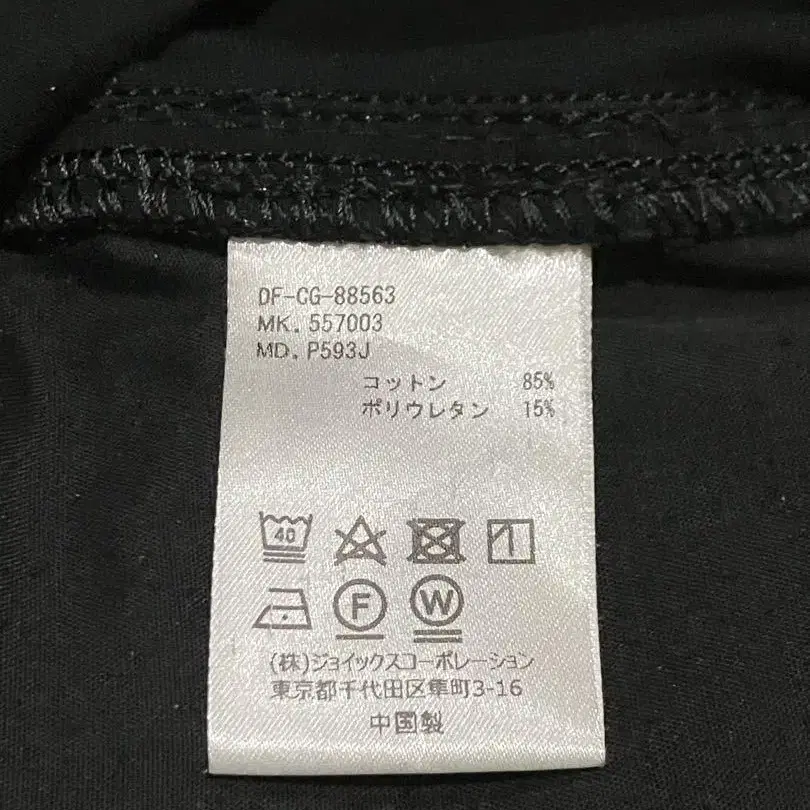 DF-CG-88563
MK. 557003
MD. P593J
コットン 85%
ポリウレタン 15%
40
F W
(株)ジョイックスコーポレーション
東京都千代田区隼町3-16
中国製